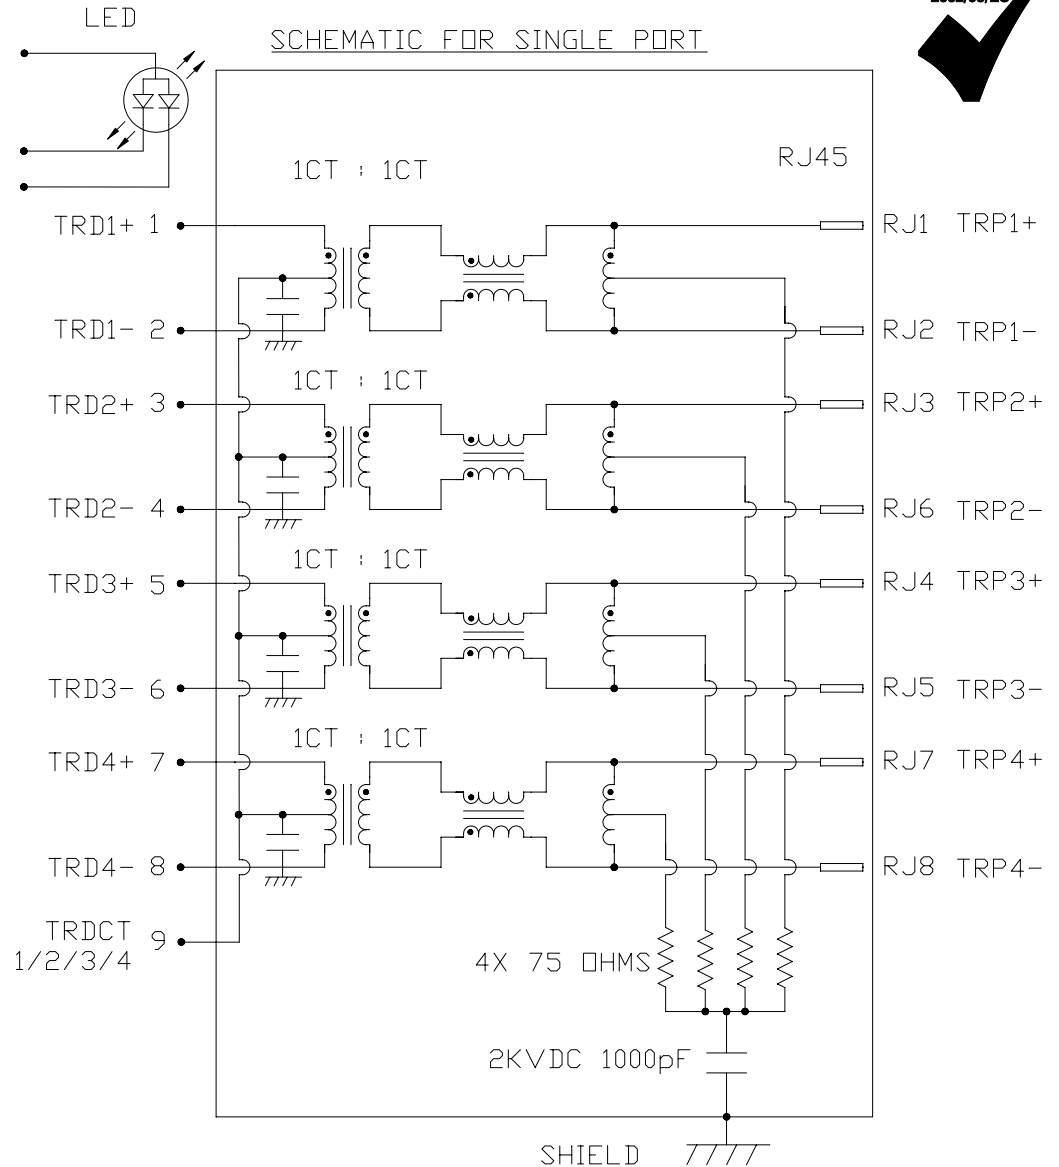 LED
SCHEMATIC FOR SINGLE PORT
RJ45
1CT : 1CT
TRD1+ 1 RJ1 TRP1+
TRD1- 2 RJ2 TRP1-
1CT : 1CT
TRD2+ 3 RJ3 TRP2+
TRD2- 4 RJ6 TRP2-
1CT : 1CT
TRD3+ 5 RJ4 TRP3+
TRD3- 6 RJ5 TRP3-
1CT : 1CT
TRD4+ 7 RJ7 TRP4+
TRD4- 8 RJ8 TRP4-
TRDCT 9
1/2/3/4
4X 75 OHMS
2KVDC 1000pF
SHIELD